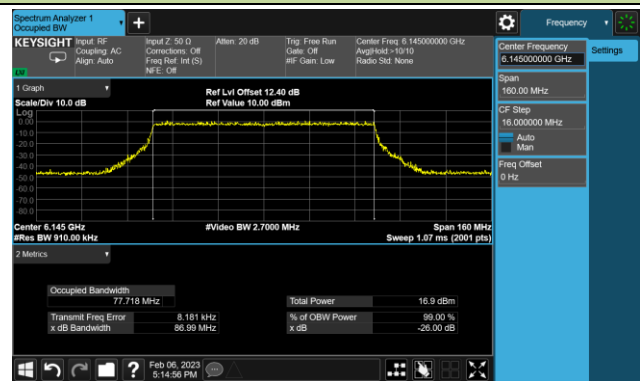 Spectrum Analyzer 1
Occupied BW
Frequency
KEYSIGHT
Input: RF
Coupling: AC
Align: Auto
Input Z: 50 Ω
Corrections: Off
Freq Ref: Int (S)
NFE: Off
Atten: 20 dB
Trig: Free Run
Gate: Off
#IF Gain: Low
Center Freq: 6.145000000 GHz
Avg|Hold:>10/10
Radio Std: None
Center Frequency
6.145000000 GHz
Settings
Span
160.00 MHz
CF Step
16.000000 MHz
Auto
Man
Freq Offset
0 Hz
1 Graph
Scale/Div 10.0 dB
Ref Lvl Offset 12.40 dB
Ref Value 10.00 dBm
Log
0.00
-10.0
-20.0
-30.0
-40.0
-50.0
-60.0
-70.0
-80.0
Center 6.145 GHz
#Res BW 910.00 kHz
#Video BW 2.7000 MHz
Span 160 MHz
Sweep 1.07 ms (2001 pts)
2 Metrics
Occupied Bandwidth
77.718 MHz
Total Power 16.9 dBm
Transmit Freq Error 8.181 kHz
% of OBW Power 99.00 %
x dB Bandwidth 86.99 MHz
x dB -26.00 dB
Feb 06, 2023
5:14:56 PM